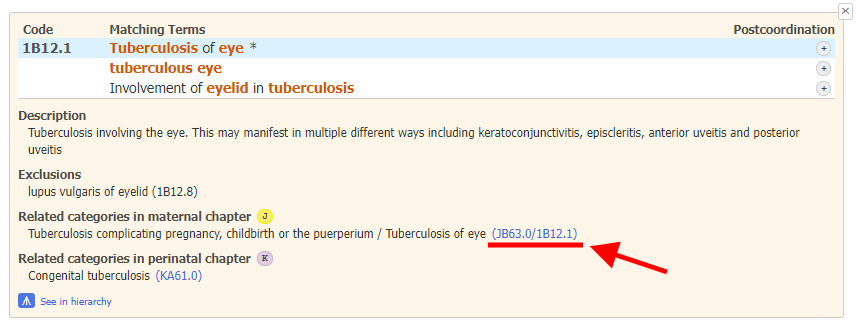 Code Matching Terms Postcoordination
1B12.1 Tuberculosis of eye * +
tuberculous eye +
Involvement of eyelid in tuberculosis +
Description
Tuberculosis involving the eye. This may manifest in multiple different ways including keratoconjunctivitis, episcleritis, anterior uveitis and posterior
uveitis
Exclusions
lupus vulgaris of eyelid (1B12.8)
Related categories in maternal chapter J
Tuberculosis complicating pregnancy, childbirth or the puerperium / Tuberculosis of eye (JB63.0/1B12.1)
Related categories in perinatal chapter K
Congenital tuberculosis (KA61.0)
See in hierarchy